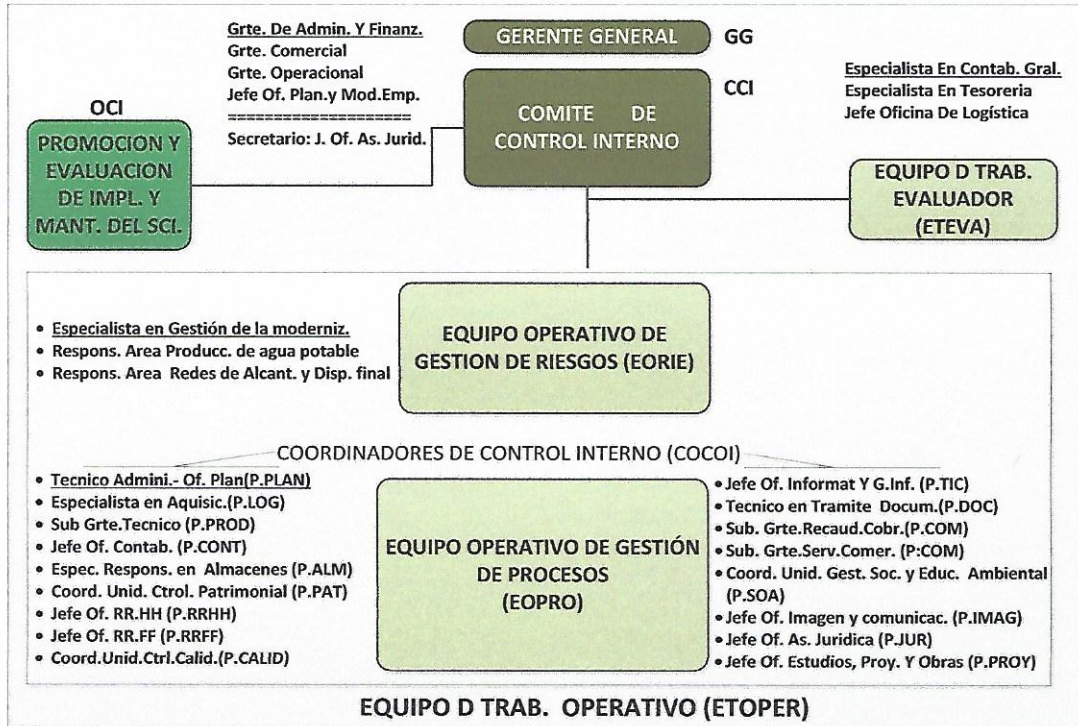 Grte. De Admin. Y Finanz.
Grte. Comercial
Grte. Operacional
Jefe Of. Plan.y Mod.Emp.
=====================
Secretario: J. Of. As. Jurid.
GERENTE GENERAL
GG
COMITE DE
CONTROL INTERNO
CCI
Especialista En Contab. Gral.
Especialista En Tesoreria
Jefe Oficina De Logística
OCI
PROMOCION Y
EVALUACION
DE IMPL. Y
MANT. DEL SCI.
EQUIPO D TRAB.
EVALUADOR
(ETEVA)
• Especialista en Gestión de la moderniz.
• Respons. Area Producc. de agua potable
• Respons. Area Redes de Alcant. y Disp. final
EQUIPO OPERATIVO DE
GESTION DE RIESGOS (EORIE)
COORDINADORES DE CONTROL INTERNO (COCOI)
• Tecnico Admini.- Of. Plan(P.PLAN)
• Especialista en Aquisic.(P.LOG)
• Sub Grte.Tecnico (P.PROD)
• Jefe Of. Contab. (P.CONT)
• Espec. Respons. en Almacenes (P.ALM)
• Coord. Unid. Ctrol. Patrimonial (P.PAT)
• Jefe Of. RR.HH (P.RRHH)
• Jefe Of. RR.FF (P.RRFF)
• Coord.Unid.Ctrl.Calid.(P.CALID)
EQUIPO OPERATIVO DE GESTIÓN
DE PROCESOS
(EOPRO)
• Jefe Of. Informat Y G.Inf. (P.TIC)
• Tecnico en Tramite Docum.(P.DOC)
• Sub. Grte.Recaud.Cobr.(P.COM)
• Sub. Grte.Serv.Comer. (P:COM)
• Coord. Unid. Gest. Soc. y Educ. Ambiental
(P.SOA)
• Jefe Of. Imagen y comunicac. (P.IMAG)
• Jefe Of. As. Juridica (P.JUR)
• Jefe Of. Estudios, Proy. Y Obras (P.PROY)
EQUIPO D TRAB. OPERATIVO (ETOPER)